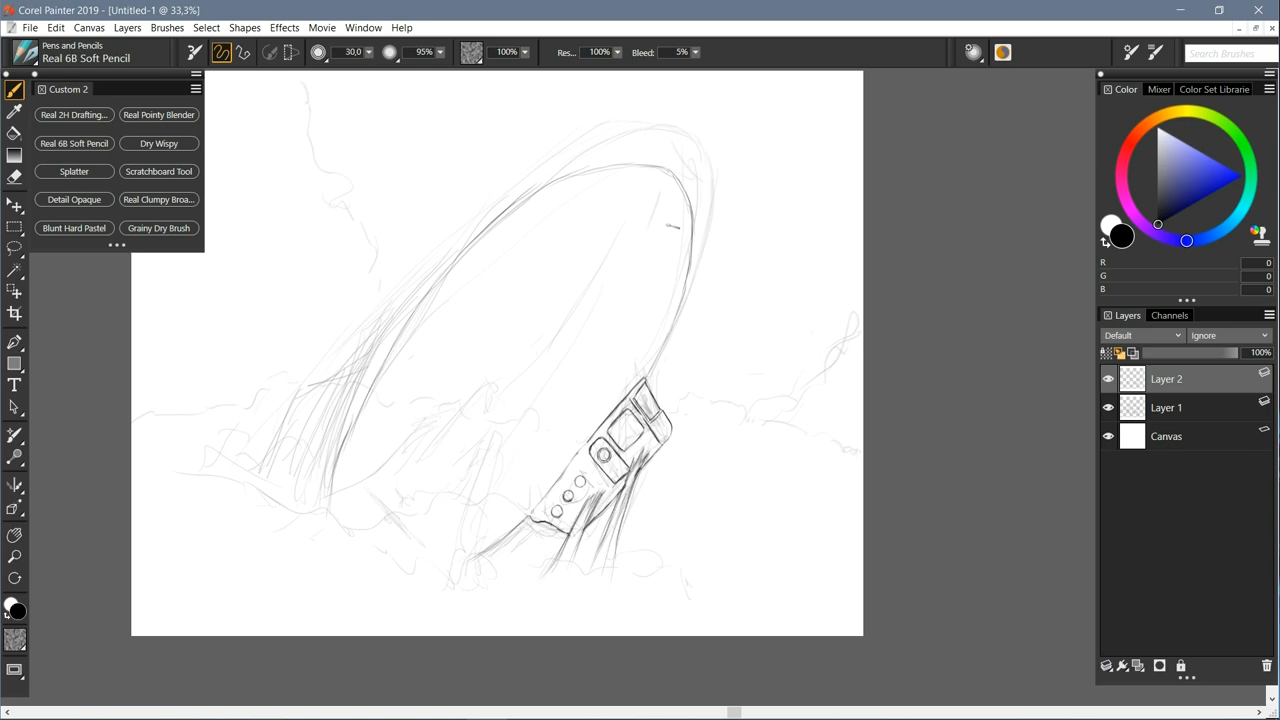 Corel Painter 2019 - [Untitled-1 @ 33,3%]
File Edit Canvas Layers Brushes Select Shapes Effects Movie Window Help
Pens and Pencils
Real 6B Soft Pencil
30,0
95%
100%
Res... 100%
Bleed: 5%
Search Brushes
Custom 2
Real 2H Drafting... Real Pointy Blender
Real 6B Soft Pencil Dry Wispy
Splatter Scratchboard Tool
Detail Opaque Real Clumpy Broa...
Blunt Hard Pastel Grainy Dry Brush
Color Mixer Color Set Librarie
R 0
G 0
B 0
Layers Channels
Default Ignore
100%
Layer 2
Layer 1
Canvas